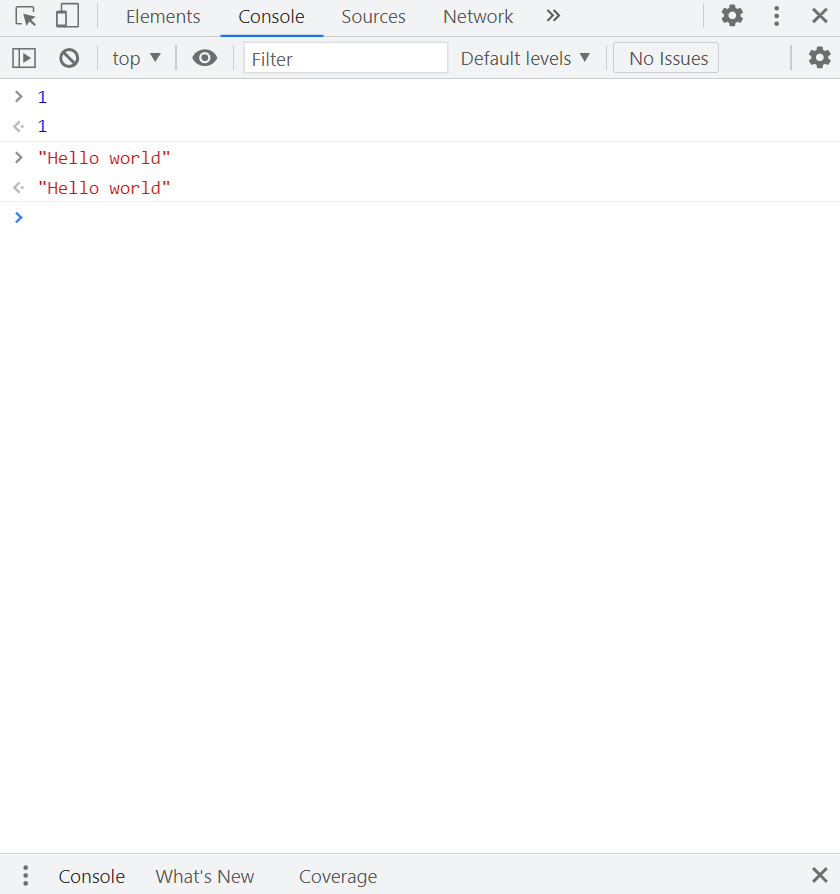 Elements Console Sources Network
top Filter Default levels No Issues
1
1
"Hello world"
"Hello world"
Console What's New Coverage